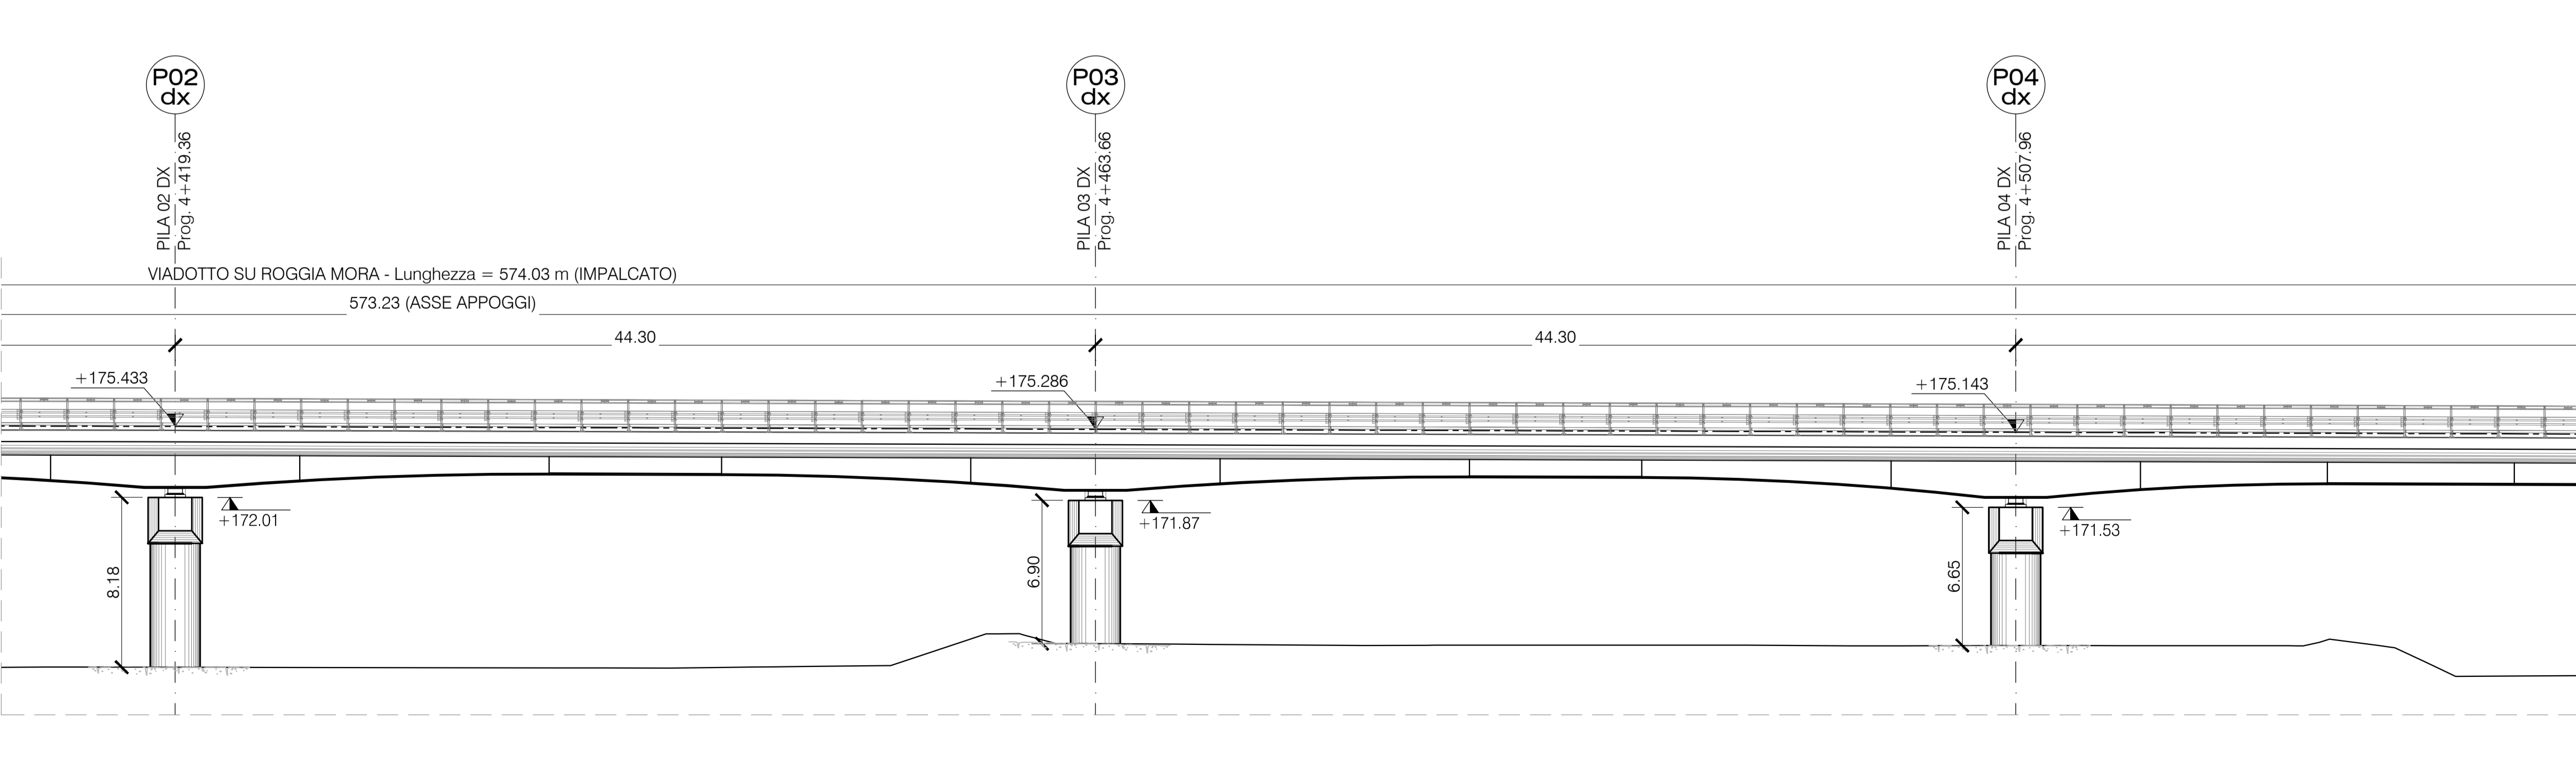 P02
dx
P03
dx
P04
dx
PILA 02 DX
Prog. 4+419.36
PILA 03 DX
Prog. 4+463.66
PILA 04 DX
Prog. 4+507.96
VIADOTTO SU ROGGIA MORA - Lunghezza = 574.03 m (IMPALCATO)
573.23 (ASSE APPOGGI)
44.30
44.30
+175.433
+175.286
+175.143
+172.01
+171.87
+171.53
8.18
6.90
6.65